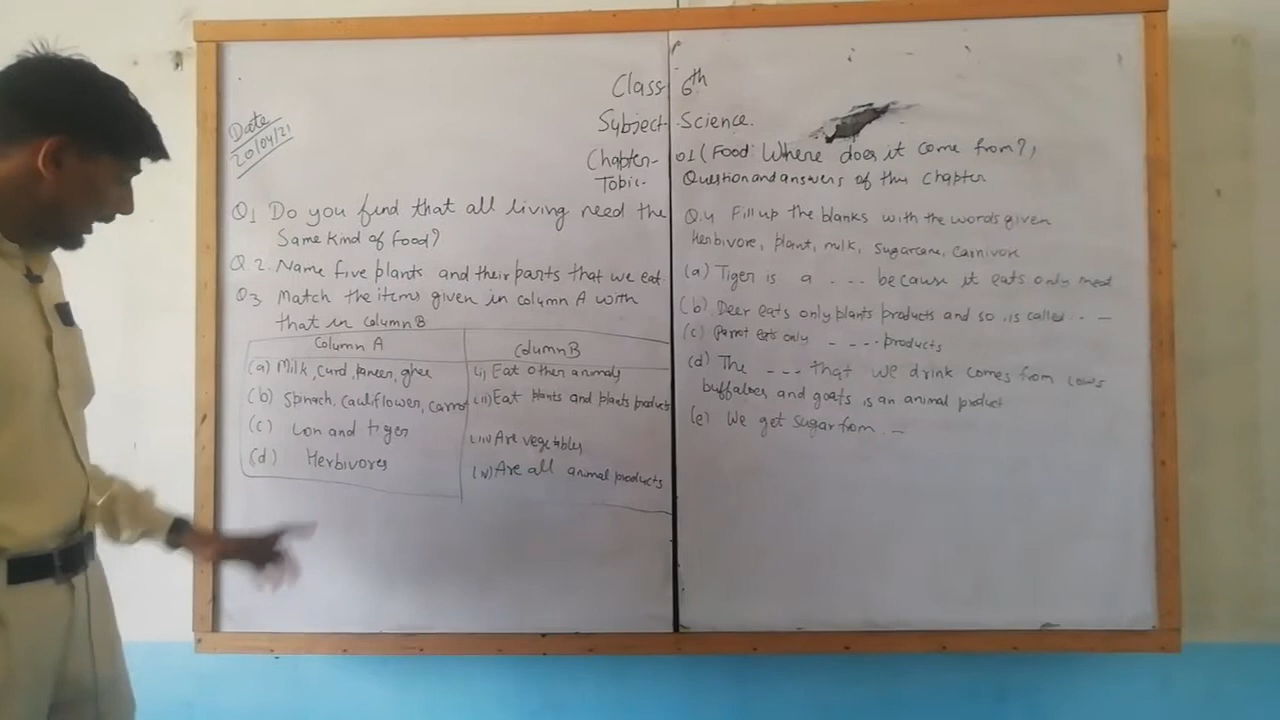 Date
20/04/21
Class 6th
Subject- Science.
Chapter- 01 (Food: Where does it come from?)
Tobic- Question and answers of this Chapter
Q1 Do you find that all living need the
Same kind of food?
Q.2. Name five plants and their parts that we eat.
Q3 Match the items given in column A with
that in column B
Column A
Column B
(a) Milk, curd, paneer, ghee
(i) Eat other animals
(b) Spinach, cauliflower, carrot
(ii) Eat plants and plants products
(c) Lion and tiger
(iii) Are vegetables
(d) Herbivores
(iv) Are all animal products
Q.4 Fill up the blanks with the words given
Herbivore, plant, milk, sugarcane, carnivore
(a) Tiger is a - - - because it eats only meat
(b) Deer eats only plants products and so is called - -
(c) Parrot eats only - - - - products
(d) The - - - that we drink comes from cows
buffaloes and goats is an animal product
(e) We get sugar from - -